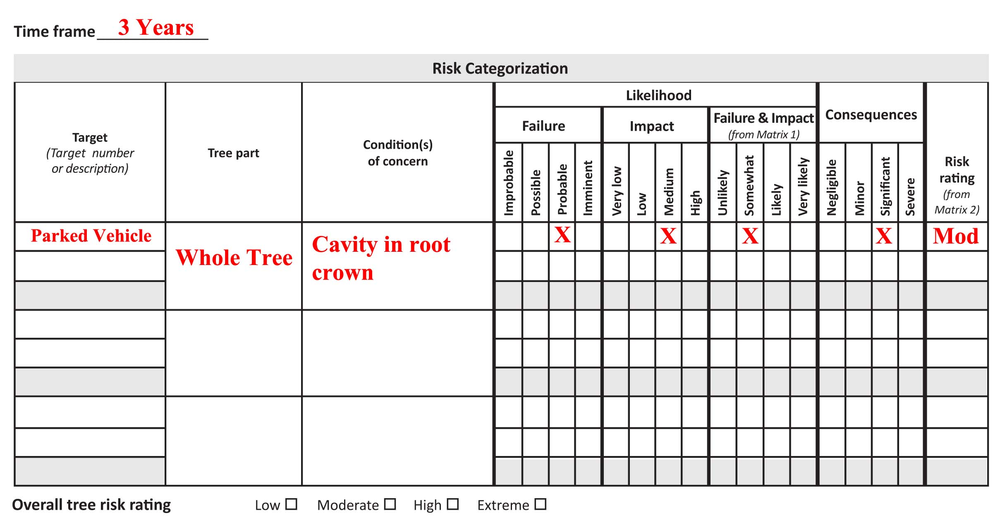 Time frame 3 Years
Risk Categorization
Target
(Target number
or description)
Tree part
Condition(s)
of concern
Likelihood
Failure
Impact
Failure & Impact
(from Matrix 1)
Consequences
Improbable
Possible
Probable
Imminent
Very low
Low
Medium
High
Unlikely
Somewhat
Likely
Very likely
Negligible
Minor
Significant
Severe
Risk
rating
(from
Matrix 2)
Parked Vehicle
Whole Tree
Cavity in root
crown
X X X X Mod
Overall tree risk rating Low □ Moderate □ High □ Extreme □